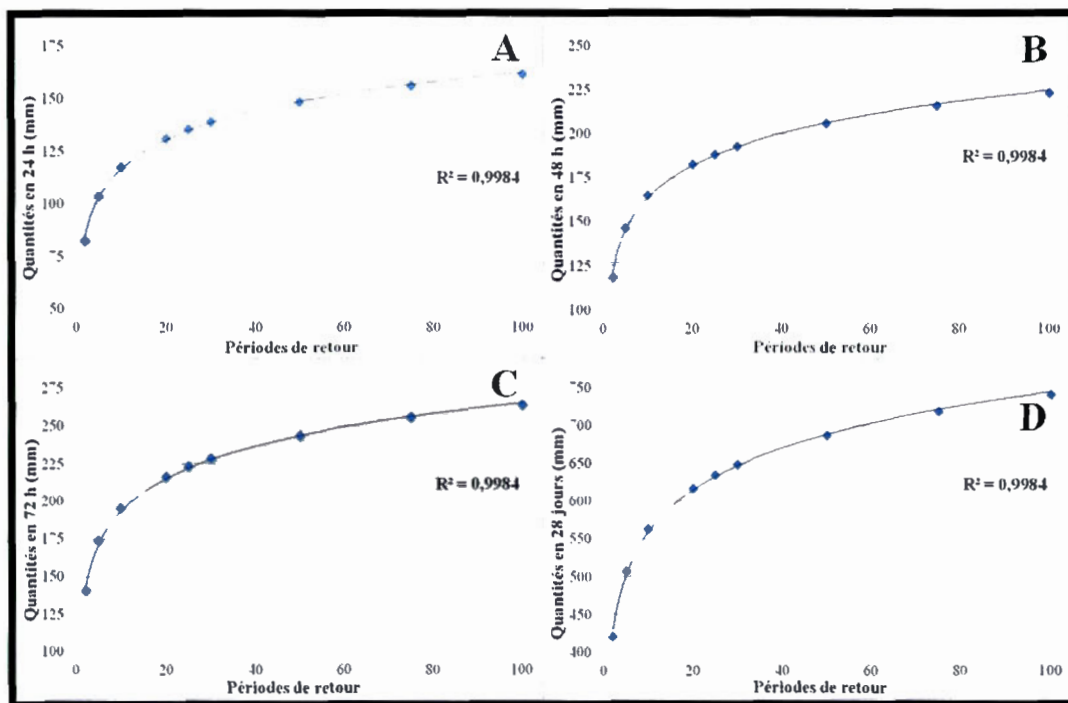 A
Quantités en 24 h (mm)
175
150
125
100
75
50
R² = 0,9984
0 20 40 60 80 100
Périodes de retour
B
Quantités en 48 h (mm)
250
225
200
175
150
125
100
R² = 0,9984
0 20 40 60 80 100
Périodes de retour
C
Quantités en 72 h (mm)
275
250
225
200
175
150
125
100
R² = 0,9984
0 20 40 60 80 100
Périodes de retour
D
Quantités en 28 jours (mm)
750
700
650
600
550
500
450
400
R² = 0,9984
0 20 40 60 80 100
Périodes de retour